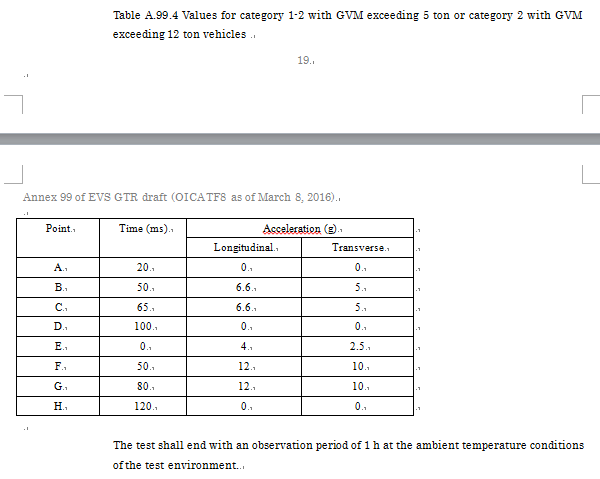 Table A.99.4 Values for category 1-2 with GVM exceeding 5 ton or category 2 with GVM
exceeding 12 ton vehicles .
19.
Annex 99 of EVS GTR draft (OICATF8 as of March 8, 2016).
Point Time (ms) Acceleration (g)
Longitudinal Transverse
A. 20 0 0
B. 50 6.6 5
C. 65 6.6 5
D. 100 0 0
E. 0 4 2.5
F. 50 12 10
G. 80 12 10
H. 120 0 0
The test shall end with an observation period of 1 h at the ambient temperature conditions
of the test environment..